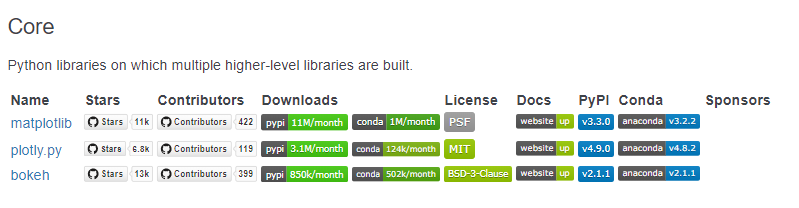 Core
Python libraries on which multiple higher-level libraries are built.
Name Stars Contributors Downloads License Docs PyPI Conda Sponsors
matplotlib Stars 11k Contributors 422 pypi 11M/month conda 1M/month PSF website up v3.3.0 anaconda v3.2.2
plotly.py Stars 6.8k Contributors 119 pypi 3.1M/month conda 124k/month MIT website up v4.9.0 anaconda v4.8.2
bokeh Stars 13k Contributors 399 pypi 850k/month conda 502k/month BSD-3-Clause website up v2.1.1 anaconda v2.1.1